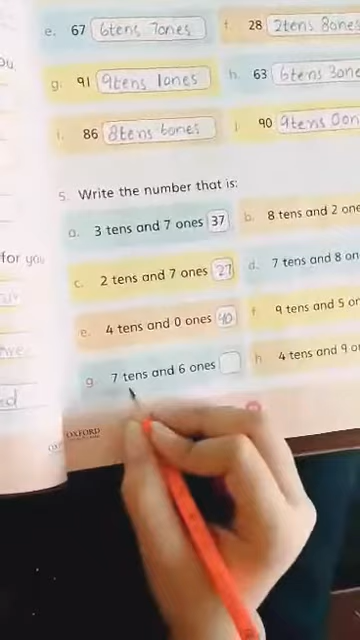 e. 67 6tens 7ones f. 28 2tens 8ones
g. 91 9tens 1ones h. 63 6tens 3one
i. 86 8tens 6ones j. 90 9tens 0on
5. Write the number that is:
a. 3 tens and 7 ones 37 b. 8 tens and 2 one
for you
c. 2 tens and 7 ones 27 d. 7 tens and 8 on
e. 4 tens and 0 ones 40 f. 9 tens and 5 or
g. 7 tens and 6 ones h. 4 tens and 9 o
OXFORD